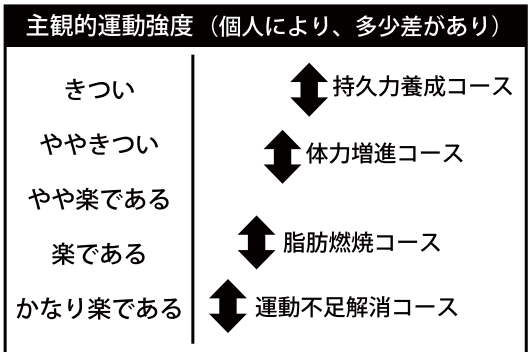 主観的運動強度（個人により、多少差があり）
きつい
持久力養成コース
ややきつい
体力増進コース
やや楽である
楽である
脂肪燃焼コース
かなり楽である
運動不足解消コース